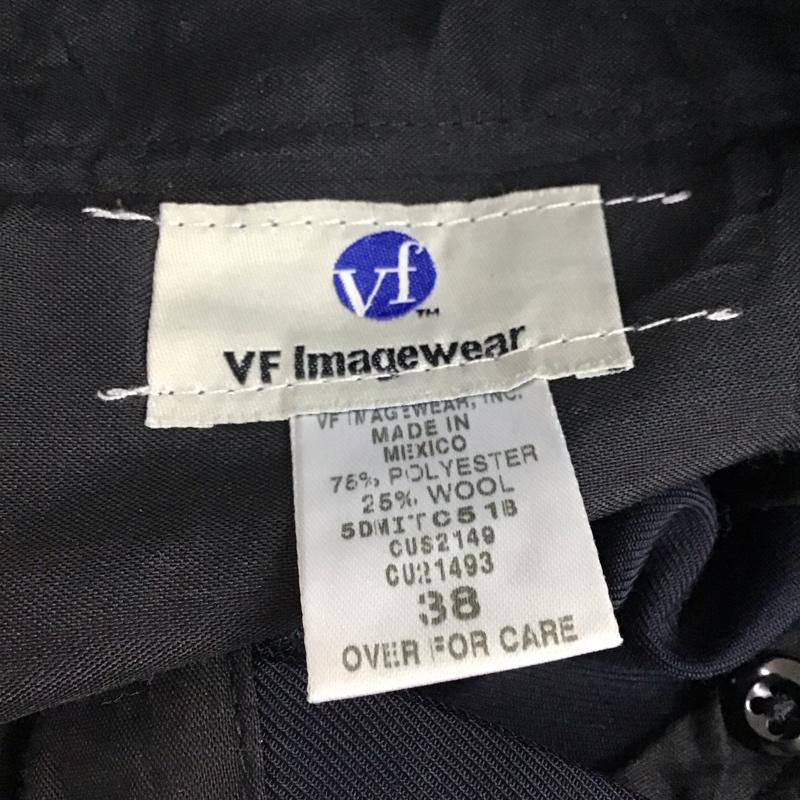 vf
TM
VF Imagewear
VF IMAGEWEAR, INC.
MADE IN
MEXICO
75% POLYESTER
25% WOOL
5DMITC51B
CUS2149
CU21493
38
OVER FOR CARE